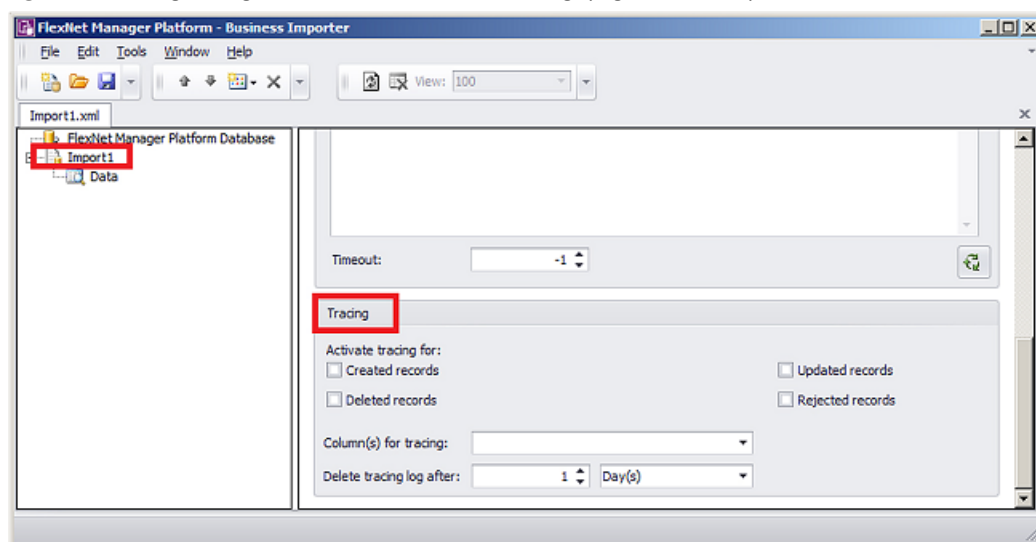 FlexNet Manager Platform - Business Importer
File Edit Tools Window Help
View: 100
Import1.xml
FlexNet Manager Platform Database
Import1
Data
Timeout: -1
Tracing
Activate tracing for:
Created records Updated records
Deleted records Rejected records
Column(s) for tracing:
Delete tracing log after: 1 Day(s)